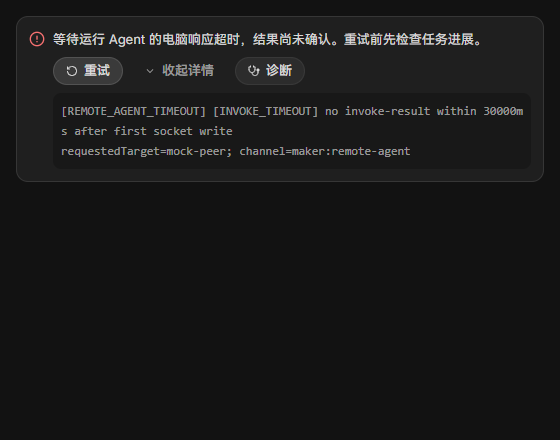 等待运行 Agent 的电脑响应超时，结果尚未确认。重试前先检查任务进展。
重试 收起详情 诊断
[REMOTE_AGENT_TIMEOUT] [INVOKE_TIMEOUT] no invoke-result within 30000m
s after first socket write
requestedTarget=mock-peer; channel=maker:remote-agent